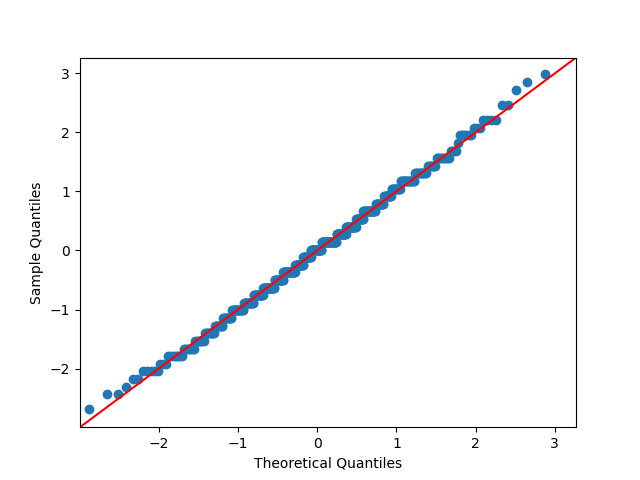 3
2
1
0
−1
−2
Sample Quantiles
−2 −1 0 1 2 3
Theoretical Quantiles